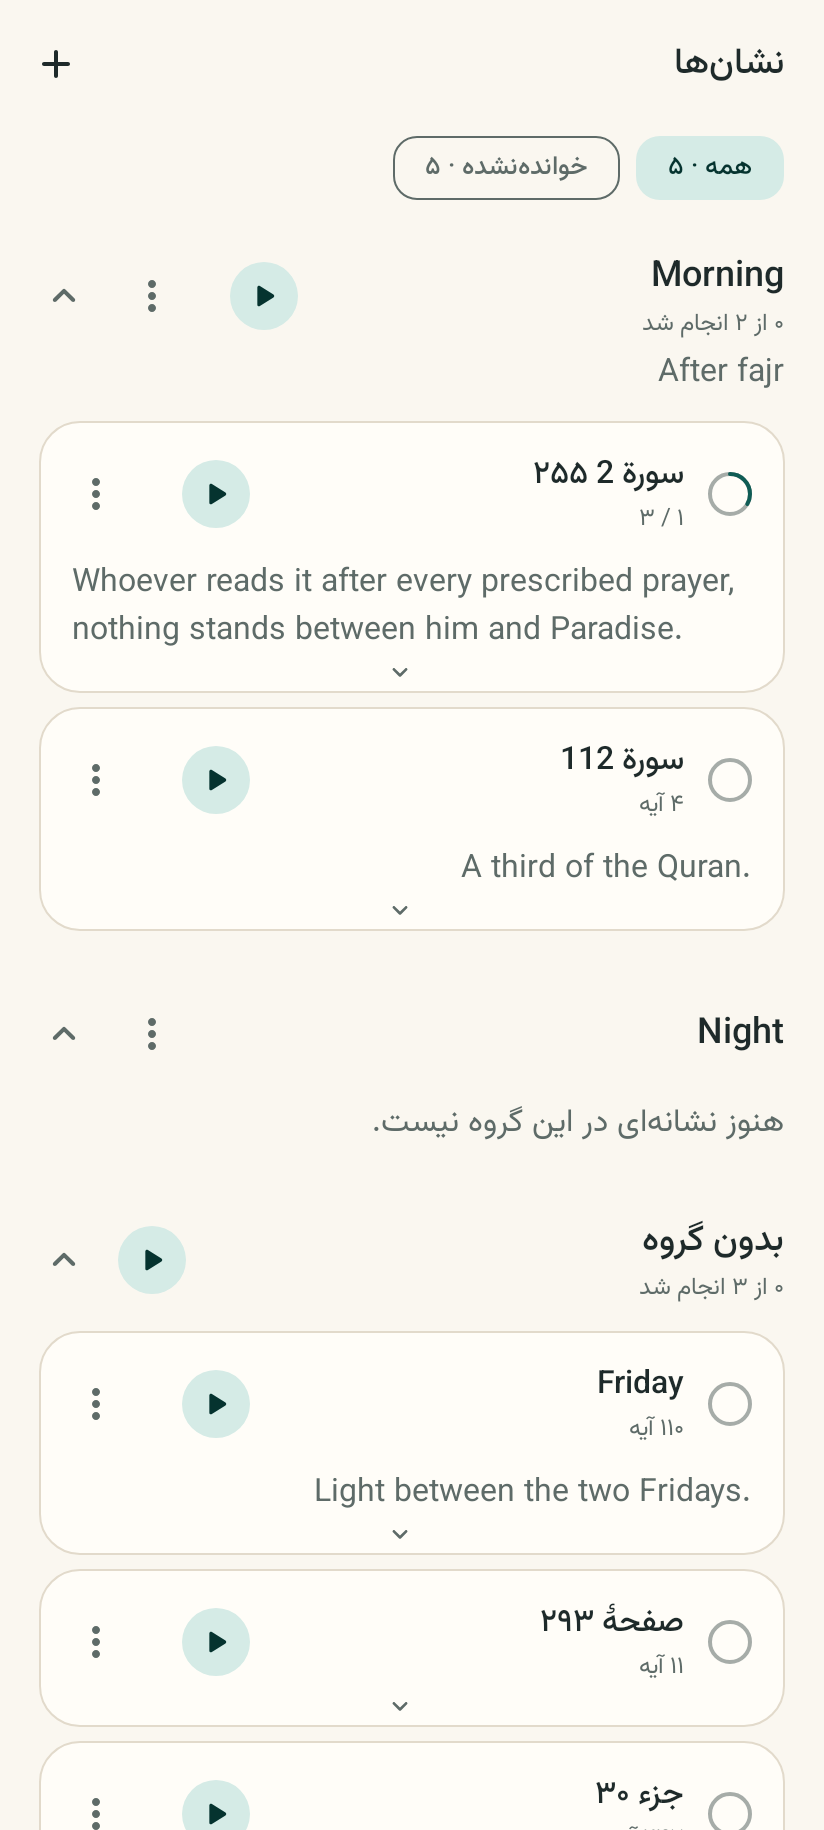 نشان‌ها
همه · ۵
خوانده‌نشده · ۵
Morning
۰ از ۲ انجام شد
After fajr
سورة 2 ۲۵۵
۱ / ۳
Whoever reads it after every prescribed prayer,
nothing stands between him and Paradise.
سورة 112
۴ آیه
A third of the Quran.
Night
هنوز نشانه‌ای در این گروه نیست.
بدون گروه
۰ از ۳ انجام شد
Friday
۱۱۰ آیه
Light between the two Fridays.
صفحهٔ ۲۹۳
۱۱ آیه
جزء ۳۰